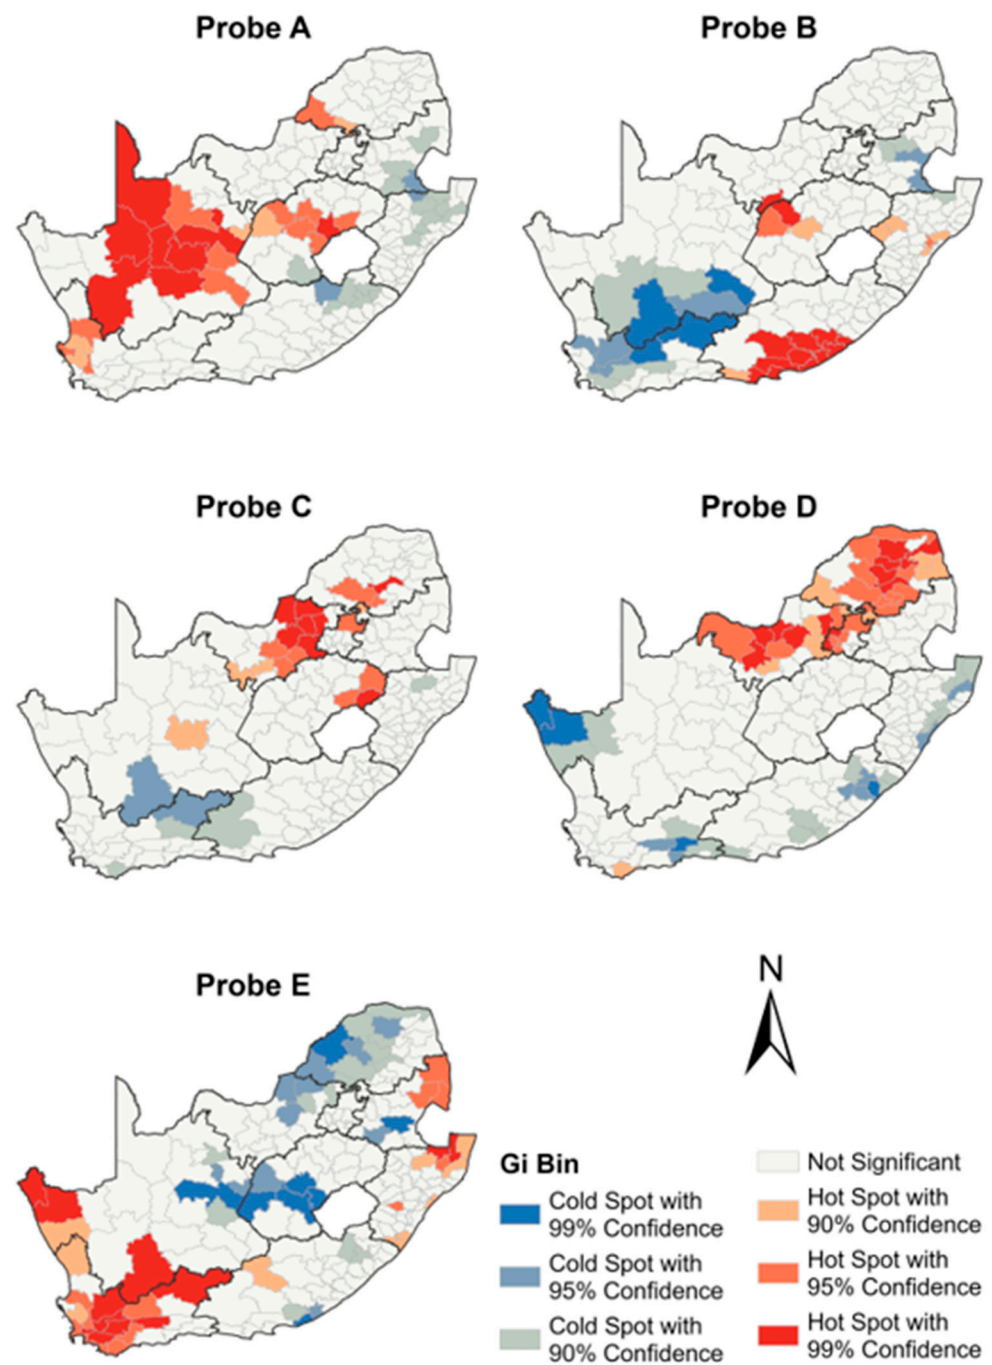 Probe A
Probe B
Probe C
Probe D
Probe E
N
Gi Bin
Cold Spot with
99% Confidence
Cold Spot with
95% Confidence
Cold Spot with
90% Confidence
Not Significant
Hot Spot with
90% Confidence
Hot Spot with
95% Confidence
Hot Spot with
99% Confidence